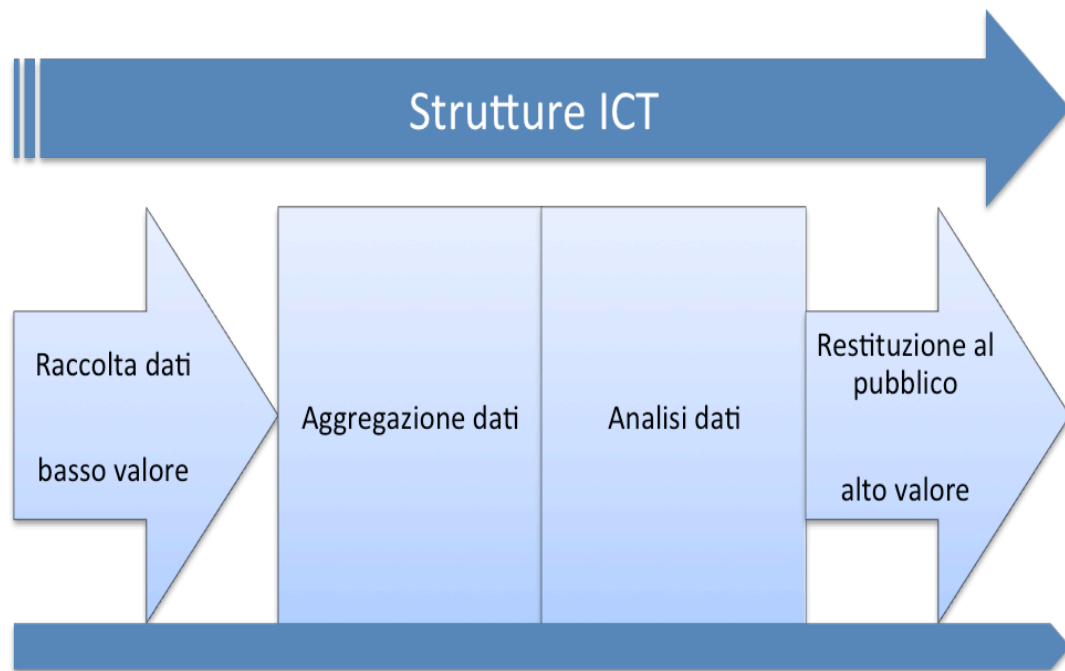 Strutture ICT
Raccolta dati
basso valore
Aggregazione dati
Analisi dati
Restituzione al
pubblico
alto valore